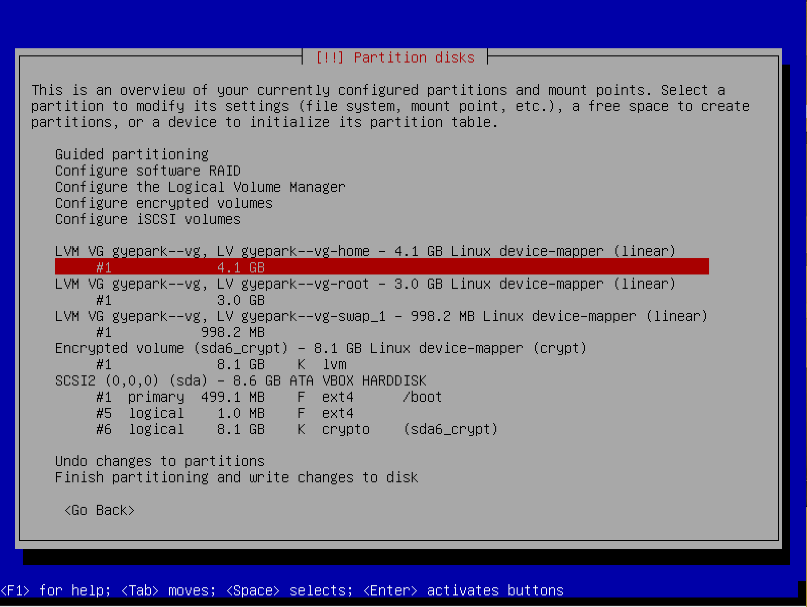 [!!] Partition disks
This is an overview of your currently configured partitions and mount points. Select a
partition to modify its settings (file system, mount point, etc.), a free space to create
partitions, or a device to initialize its partition table.
Guided partitioning
Configure software RAID
Configure the Logical Volume Manager
Configure encrypted volumes
Configure iSCSI volumes
LVM VG gyepark--vg, LV gyepark--vg-home - 4.1 GB Linux device-mapper (linear)
#1 4.1 GB
LVM VG gyepark--vg, LV gyepark--vg-root - 3.0 GB Linux device-mapper (linear)
#1 3.0 GB
LVM VG gyepark--vg, LV gyepark--vg-swap_1 - 998.2 MB Linux device-mapper (linear)
#1 998.2 MB
Encrypted volume (sda6_crypt) - 8.1 GB Linux device-mapper (crypt)
#1 8.1 GB K lvm
SCSI2 (0,0,0) (sda) - 8.6 GB ATA VBOX HARDDISK
#1 primary 499.1 MB F ext4 /boot
#5 logical 1.0 MB F ext4
#6 logical 8.1 GB K crypto (sda6_crypt)
Undo changes to partitions
Finish partitioning and write changes to disk
<Go Back>
<F1> for help; <Tab> moves; <Space> selects; <Enter> activates buttons